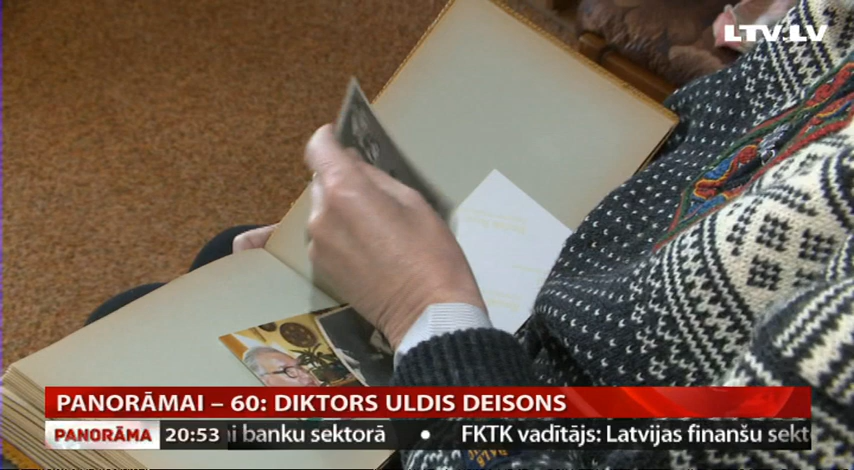 LTV.LV
PANORĀMAI – 60: DIKTORS ULDIS DEISONS
PANORĀMA 20:53 banku sektorā • FKTK vadītājs: Latvijas finanšu sekt